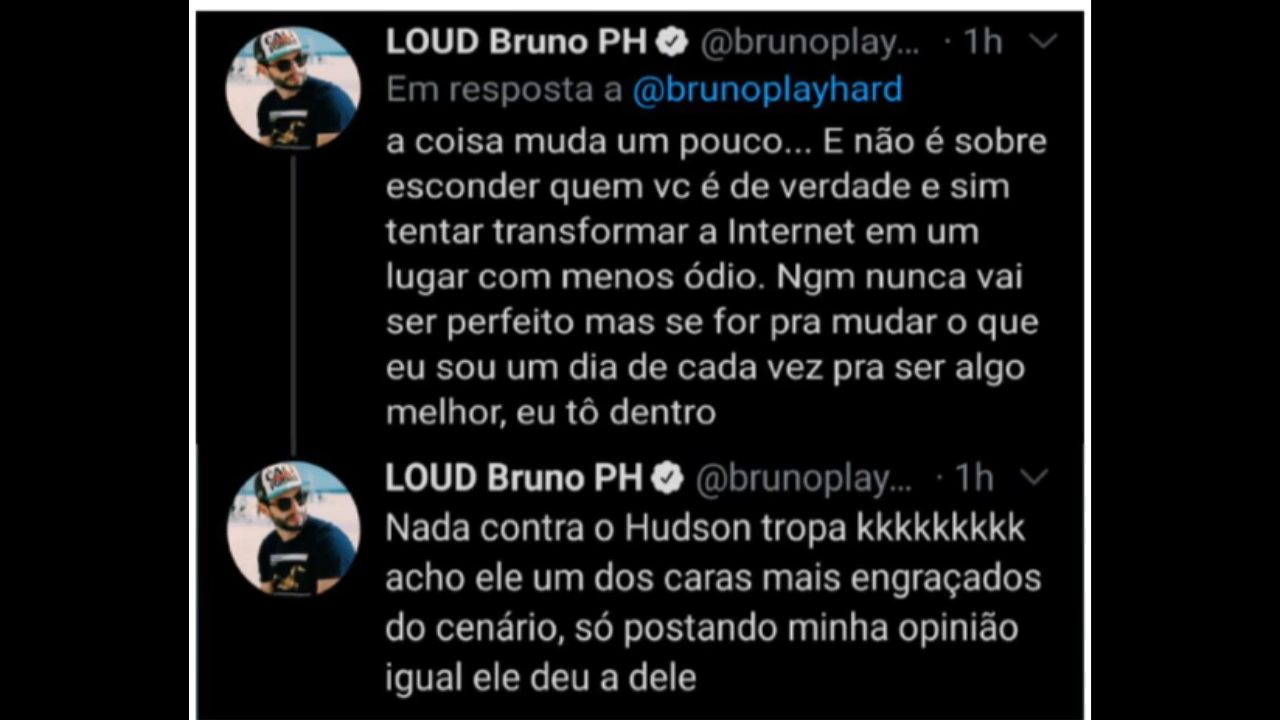 LOUD Bruno PH @brunoplay... · 1h
Em resposta a @brunoplayhard
a coisa muda um pouco... E não é sobre
esconder quem vc é de verdade e sim
tentar transformar a Internet em um
lugar com menos ódio. Ngm nunca vai
ser perfeito mas se for pra mudar o que
eu sou um dia de cada vez pra ser algo
melhor, eu tô dentro
LOUD Bruno PH @brunoplay... · 1h
Nada contra o Hudson tropa kkkkkkkkk
acho ele um dos caras mais engraçados
do cenário, só postando minha opinião
igual ele deu a dele